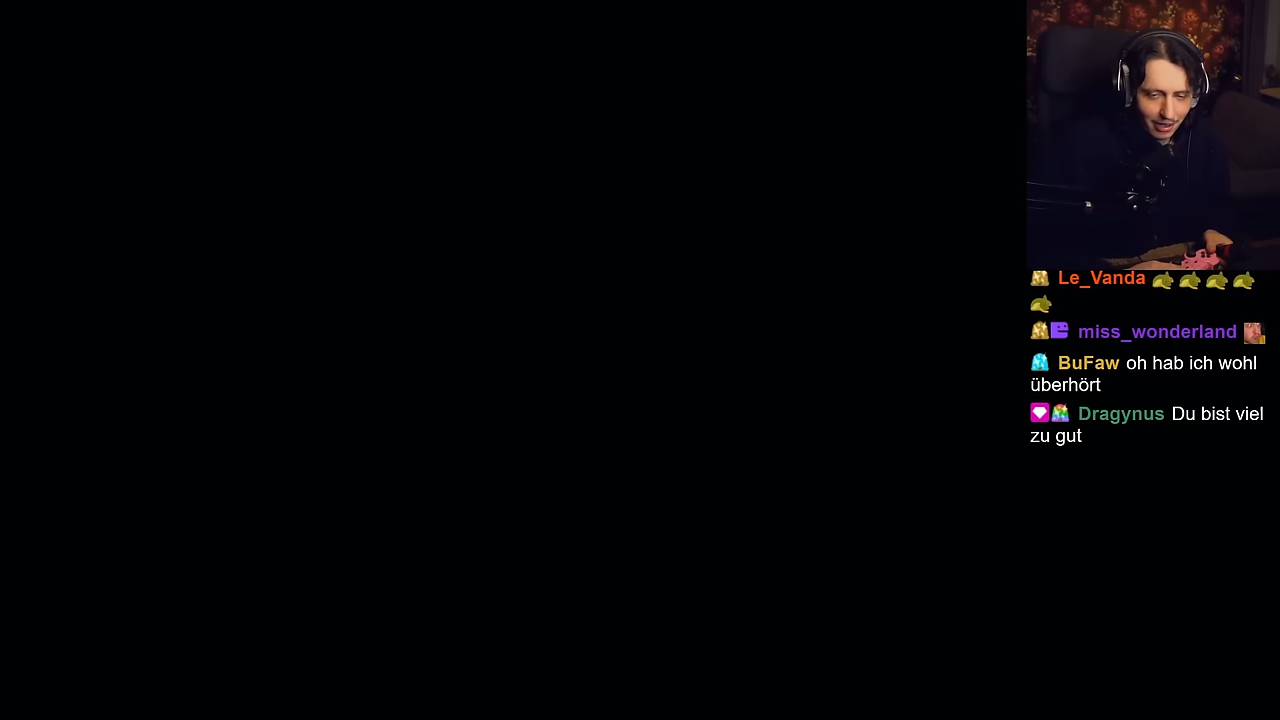 Le_Vanda
miss_wonderland
BuFaw oh hab ich wohl
überhört
Dragynus Du bist viel
zu gut